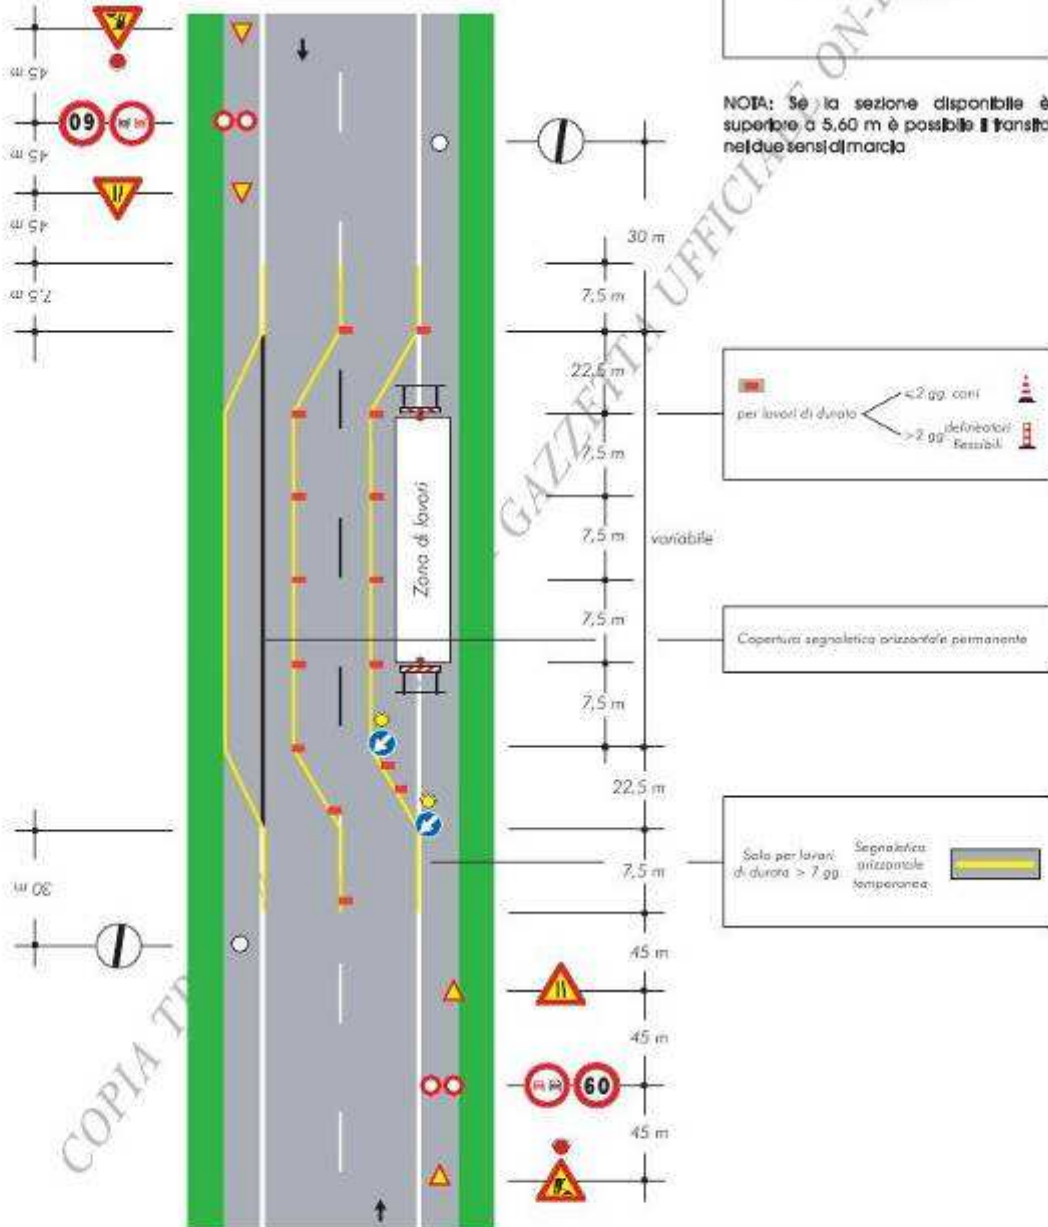 45 m
60
45 m
45 m
7,5 m
NOTA: Se la sezione disponibile è
superiore a 5,60 m è possibile il transito
nei due sensi di marcia
30 m
7,5 m
22,5 m
7,5 m
7,5 m
7,5 m
7,5 m
variabile
22,5 m
7,5 m
45 m
45 m
60
45 m
30 m
Zona di lavori
per lavori di durata
⩽2 gg. coni
>2 gg. delineatori
flessibili
Copertura segnaletica orizzontale permanente
Solo per lavori
di durata > 7 gg.
Segnaletica
orizzontale
temporanea
COPIA TR
GAZZETTA UFFICIALE ON-